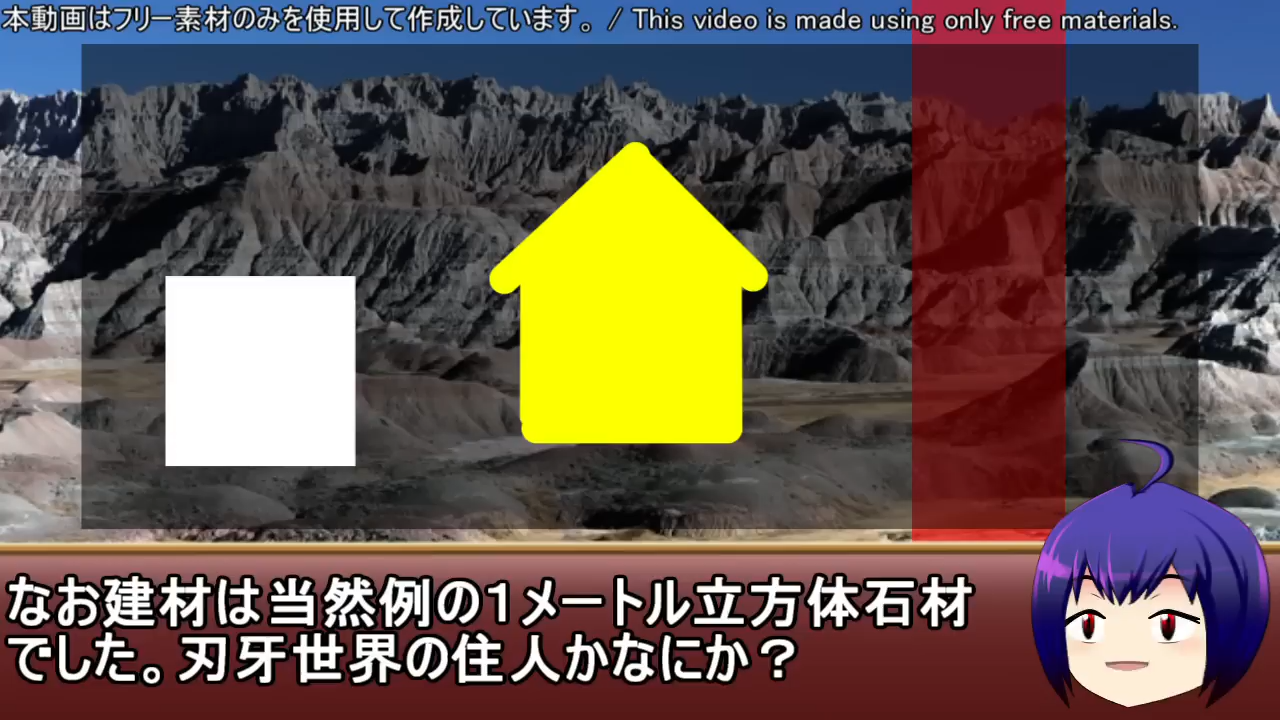 本動画はフリー素材のみを使用して作成しています。 / This video is made using only free materials.
なお建材は当然例の1メートル立方体石材
でした。刃牙世界の住人かなにか？